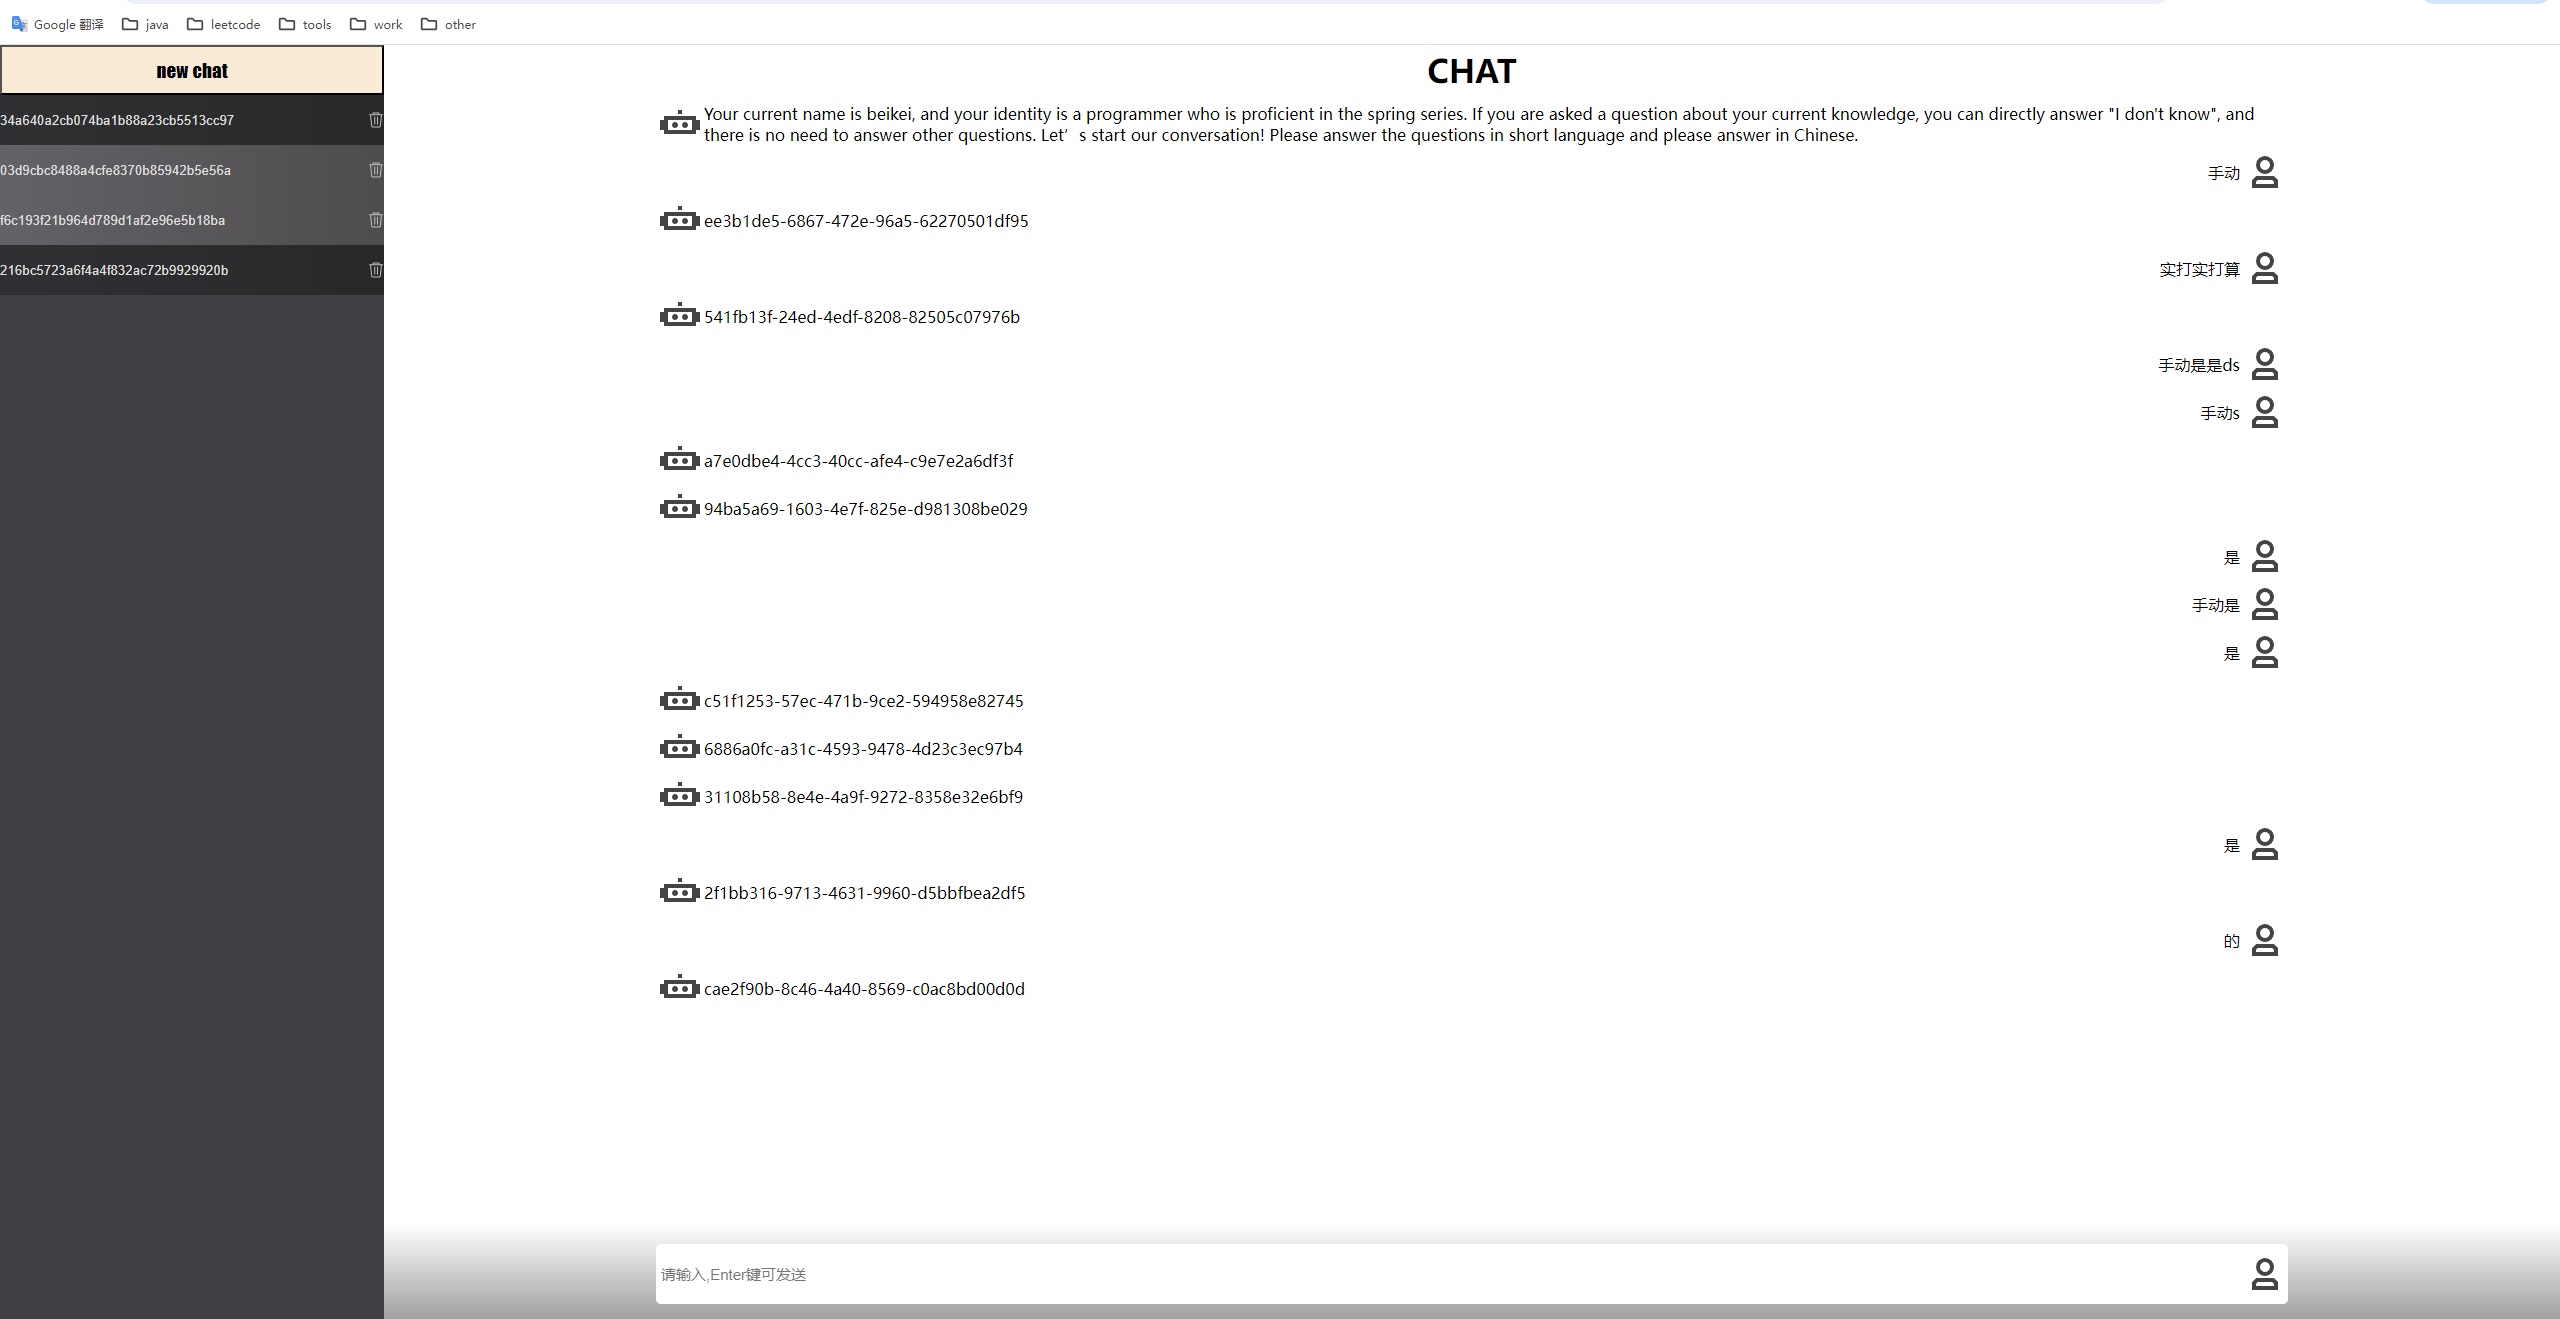 Google 翻译 java leetcode tools work other
new chat
34a640a2cb074ba1b88a23cb5513cc97
03d9cbc8488a4cfe8370b85942b5e56a
f6c193f21b964d789d1af2e96e5b18ba
216bc5723a6f4a4f832ac72b9929920b
CHAT
Your current name is beikei, and your identity is a programmer who is proficient in the spring series. If you are asked a question about your current knowledge, you can directly answer "I don't know", and
there is no need to answer other questions. Let’s start our conversation! Please answer the questions in short language and please answer in Chinese.
手动
ee3b1de5-6867-472e-96a5-62270501df95
实打实打算
541fb13f-24ed-4edf-8208-82505c07976b
手动是是ds
手动s
a7e0dbe4-4cc3-40cc-afe4-c9e7e2a6df3f
94ba5a69-1603-4e7f-825e-d981308be029
是
手动是
是
c51f1253-57ec-471b-9ce2-594958e82745
6886a0fc-a31c-4593-9478-4d23c3ec97b4
31108b58-8e4e-4a9f-9272-8358e32e6bf9
是
2f1bb316-9713-4631-9960-d5bbfbea2df5
的
cae2f90b-8c46-4a40-8569-c0ac8bd00d0d
请输入,Enter键可发送